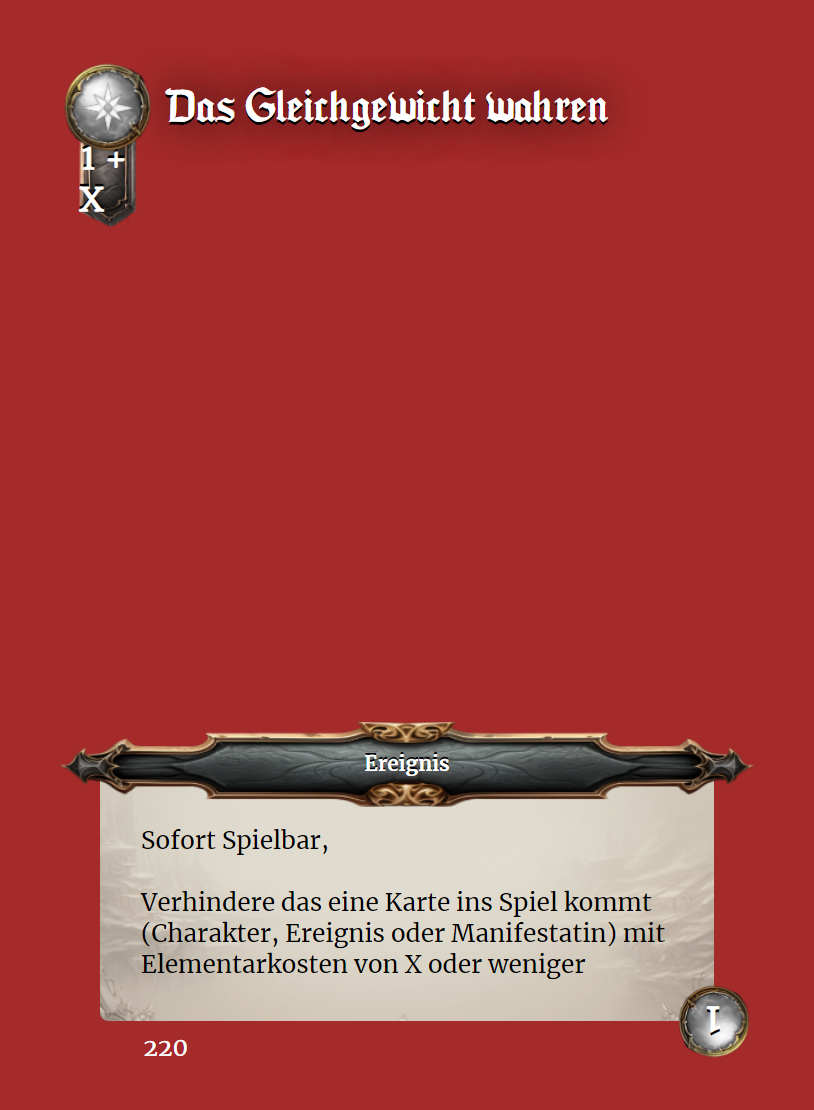 Das Gleichgewicht wahren
1 +
X
Ereignis
Sofort Spielbar,
Verhindere das eine Karte ins Spiel kommt
(Charakter, Ereignis oder Manifestatin) mit
Elementarkosten von X oder weniger
1
220